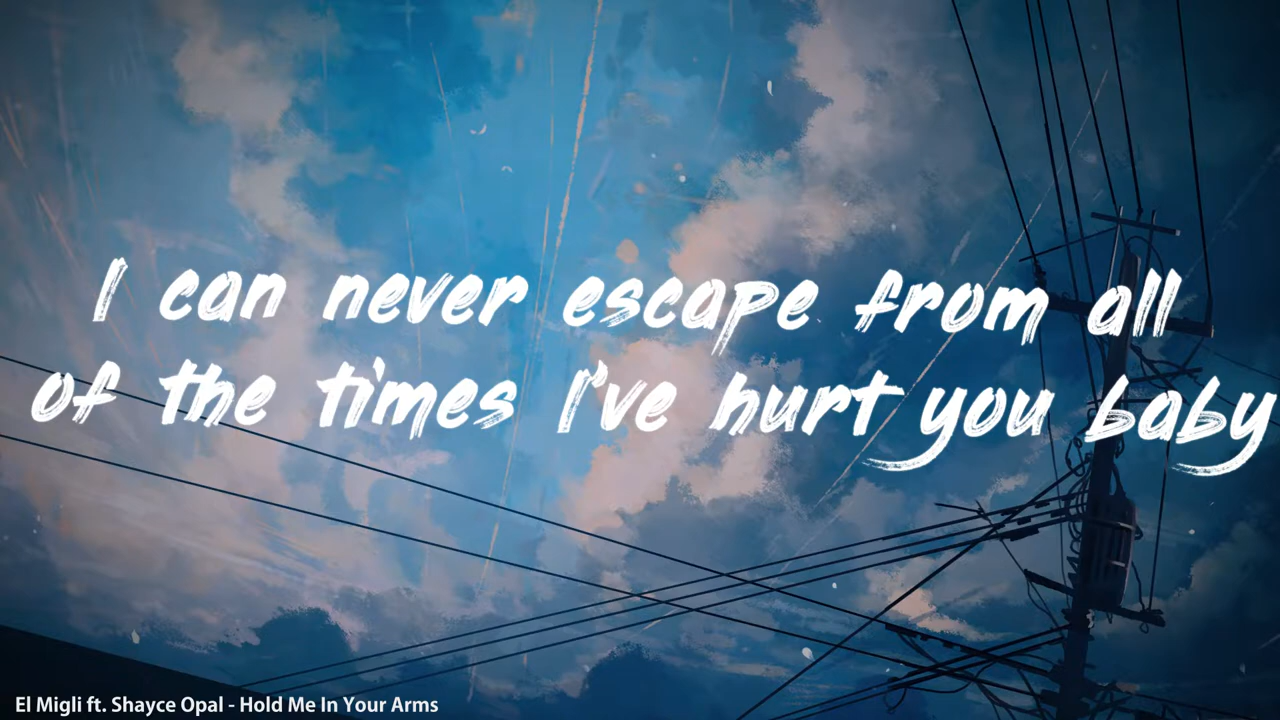 I can never escape from all
of the times I've hurt you baby
El Migli ft. Shayce Opal - Hold Me In Your Arms